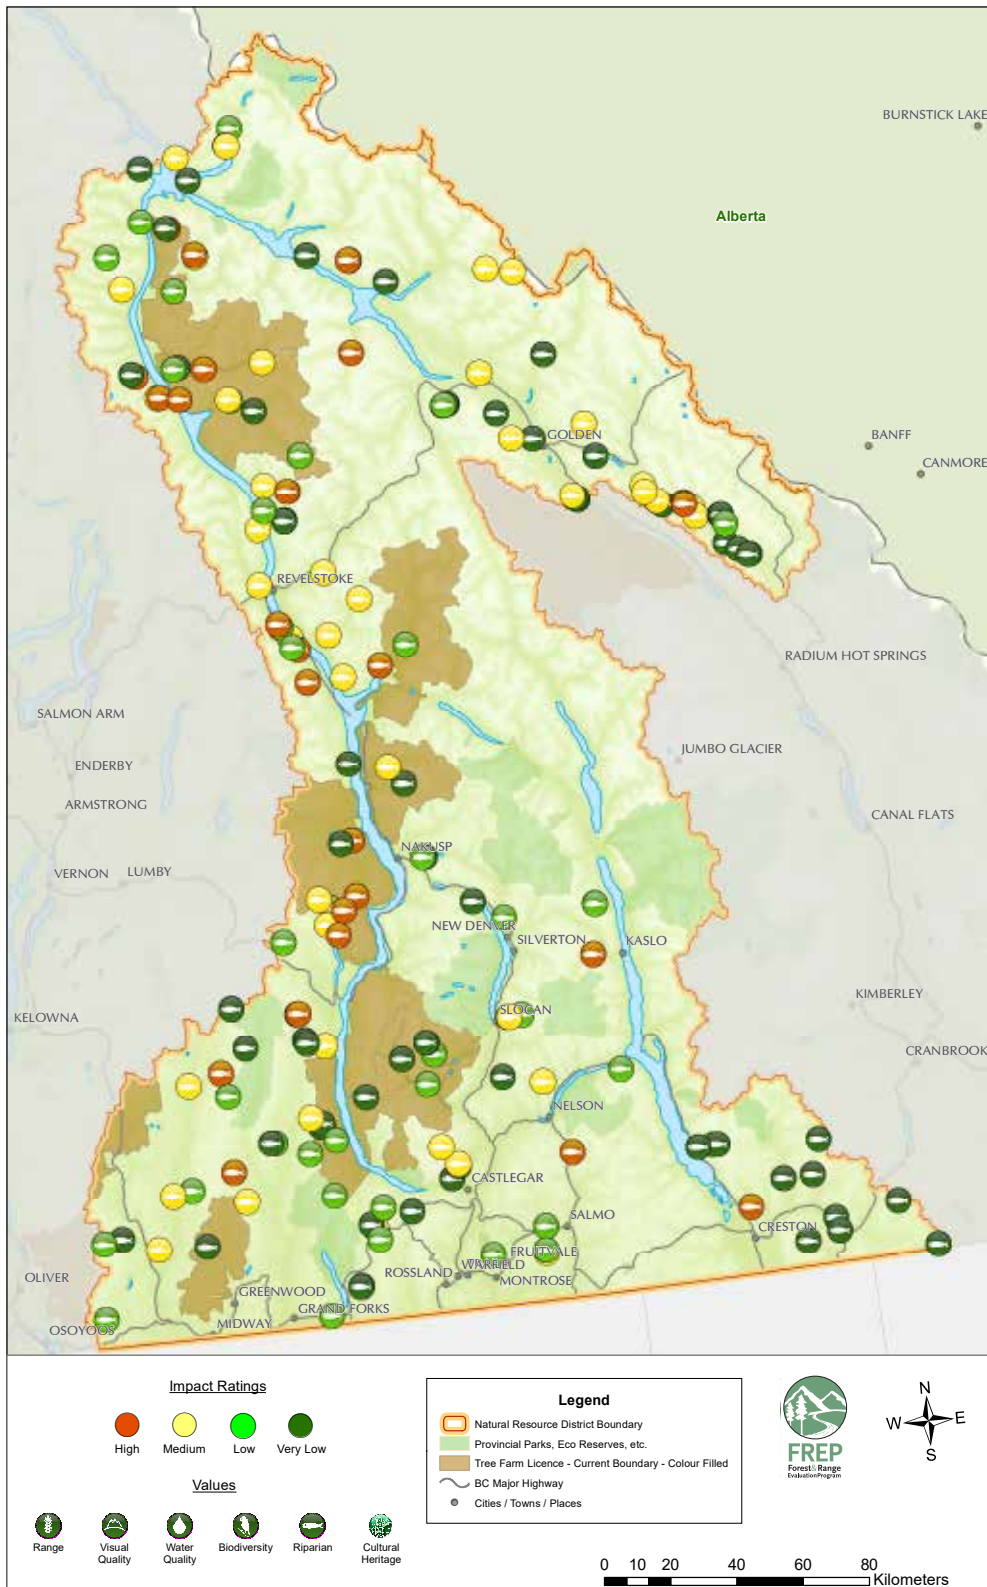 BURNSTICK LAKE
Alberta
BANFF
GOLDEN
CANMORE
REVELSTOKE
RADIUM HOT SPRINGS
SALMON ARM
JUMBO GLACIER
ENDERBY
ARMSTRONG
CANAL FLATS
NAKUSP
VERNON
LUMBY
NEW DENVER
SILVERTON
KASLO
KIMBERLEY
SLOCAN
KELOWNA
CRANBROOK
NELSON
CASTLEGAR
SALMO
CRESTON
FRUITVALE
WARFIELD
ROSSLAND
MONTROSE
OLIVER
GREENWOOD
GRAND FORKS
MIDWAY
OSOYOOS
Impact Ratings
High
Medium
Low
Very Low
Values
Range
Visual
Quality
Water
Quality
Biodiversity
Riparian
Cultural
Heritage
Legend
Natural Resource District Boundary
Provincial Parks, Eco Reserves, etc.
Tree Farm Licence - Current Boundary - Colour Filled
BC Major Highway
Cities / Towns / Places
FREP
Forest & Range
Evaluation Program
N
W
E
S
0 10 20 40 60 80
Kilometers